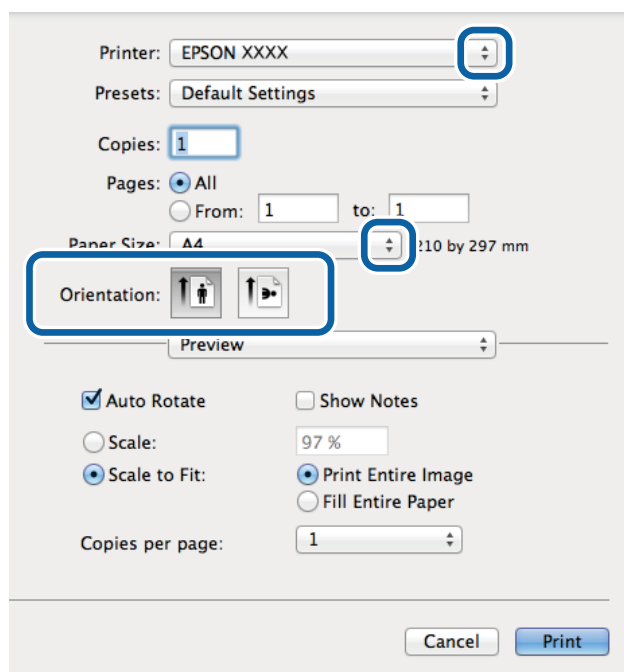 Printer: EPSON XXXX
Presets: Default Settings
Copies: 1
Pages: All
From: 1 to: 1
Paper Size: A4 210 by 297 mm
Orientation:
Preview
Auto Rotate Show Notes
Scale: 97 %
Scale to Fit: Print Entire Image
Fill Entire Paper
Copies per page: 1
Cancel Print